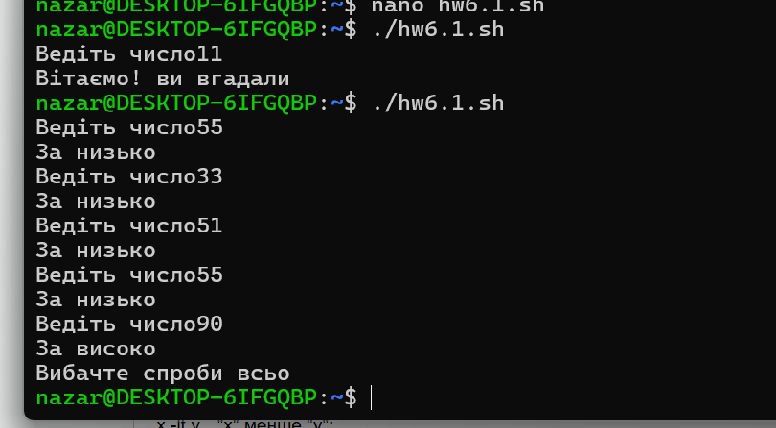 nazar@DESKTOP-6IFGQBP:~$ nano hw6.1.sh
nazar@DESKTOP-6IFGQBP:~$ ./hw6.1.sh
Ведіть число11
Вітаємо! ви вгадали
nazar@DESKTOP-6IFGQBP:~$ ./hw6.1.sh
Ведіть число55
За низько
Ведіть число33
За низько
Ведіть число51
За низько
Ведіть число55
За низько
Ведіть число90
За високо
Вибачте спроби всьо
nazar@DESKTOP-6IFGQBP:~$
x -lt y "x" менше "y";